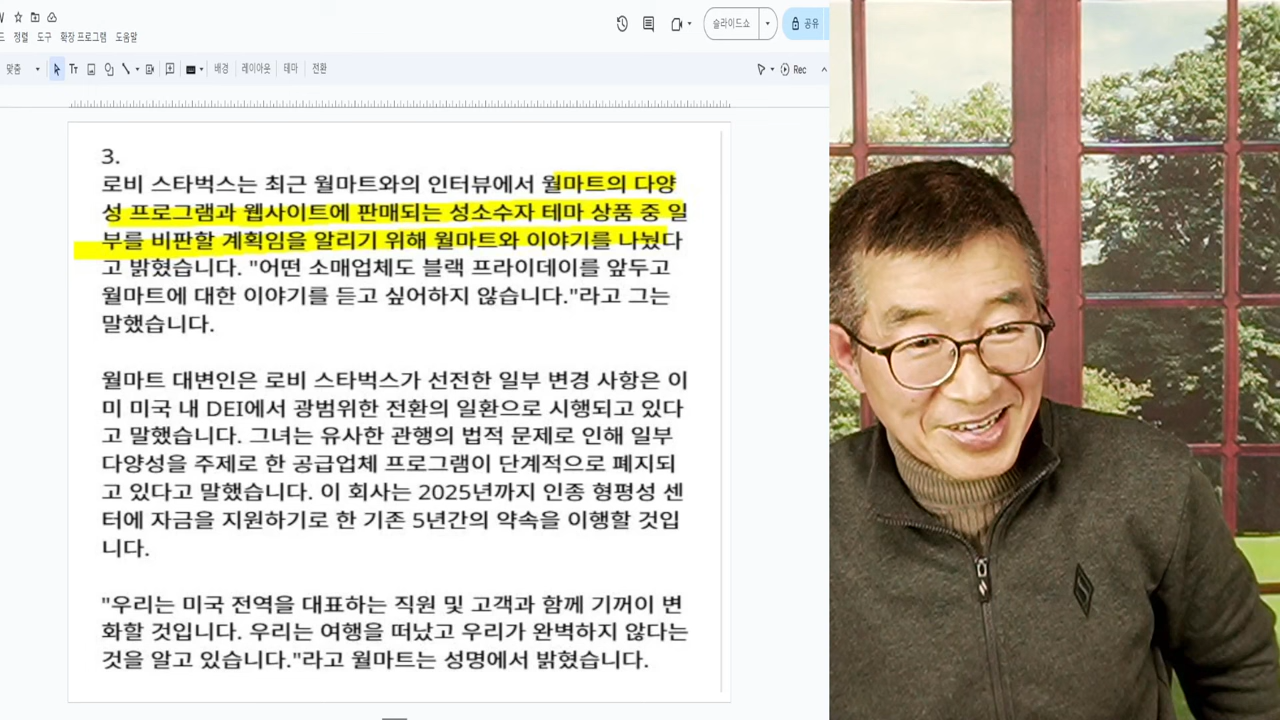 슬라이드쇼
공유
정렬 도구 확장 프로그램 도움말
맞춤 Tr 배경 레이아웃 테마 전환 Rec
3.
로비 스타벅스는 최근 월마트와의 인터뷰에서 월마트의 다양
성 프로그램과 웹사이트에 판매되는 성소수자 테마 상품 중 일
부를 비판할 계획임을 알리기 위해 월마트와 이야기를 나눴다
고 밝혔습니다. "어떤 소매업체도 블랙 프라이데이를 앞두고
월마트에 대한 이야기를 듣고 싶어하지 않습니다."라고 그는
말했습니다.
월마트 대변인은 로비 스타벅스가 선전한 일부 변경 사항은 이
미 미국 내 DEI에서 광범위한 전환의 일환으로 시행되고 있다
고 말했습니다. 그녀는 유사한 관행의 법적 문제로 인해 일부
다양성을 주제로 한 공급업체 프로그램이 단계적으로 폐지되
고 있다고 말했습니다. 이 회사는 2025년까지 인종 형평성 센
터에 자금을 지원하기로 한 기존 5년간의 약속을 이행할 것입
니다.
"우리는 미국 전역을 대표하는 직원 및 고객과 함께 기꺼이 변
화할 것입니다. 우리는 여행을 떠났고 우리가 완벽하지 않다는
것을 알고 있습니다."라고 월마트는 성명에서 밝혔습니다.